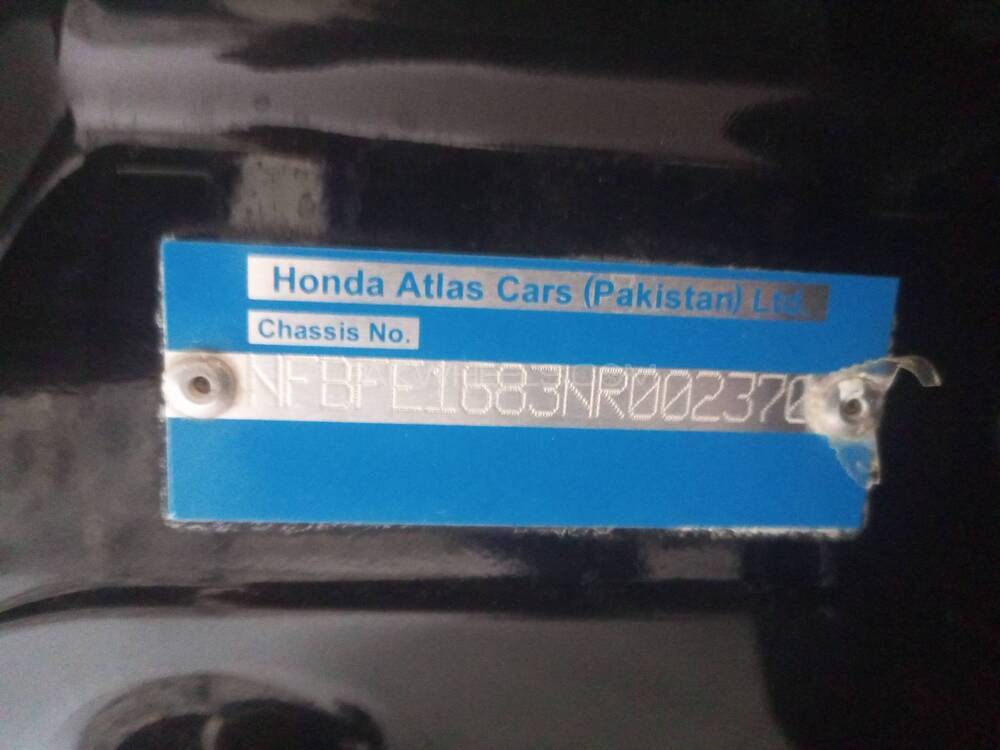 Honda Atlas Cars (Pakistan) Ltd.
Chassis No.
NFBFE1683NR002370